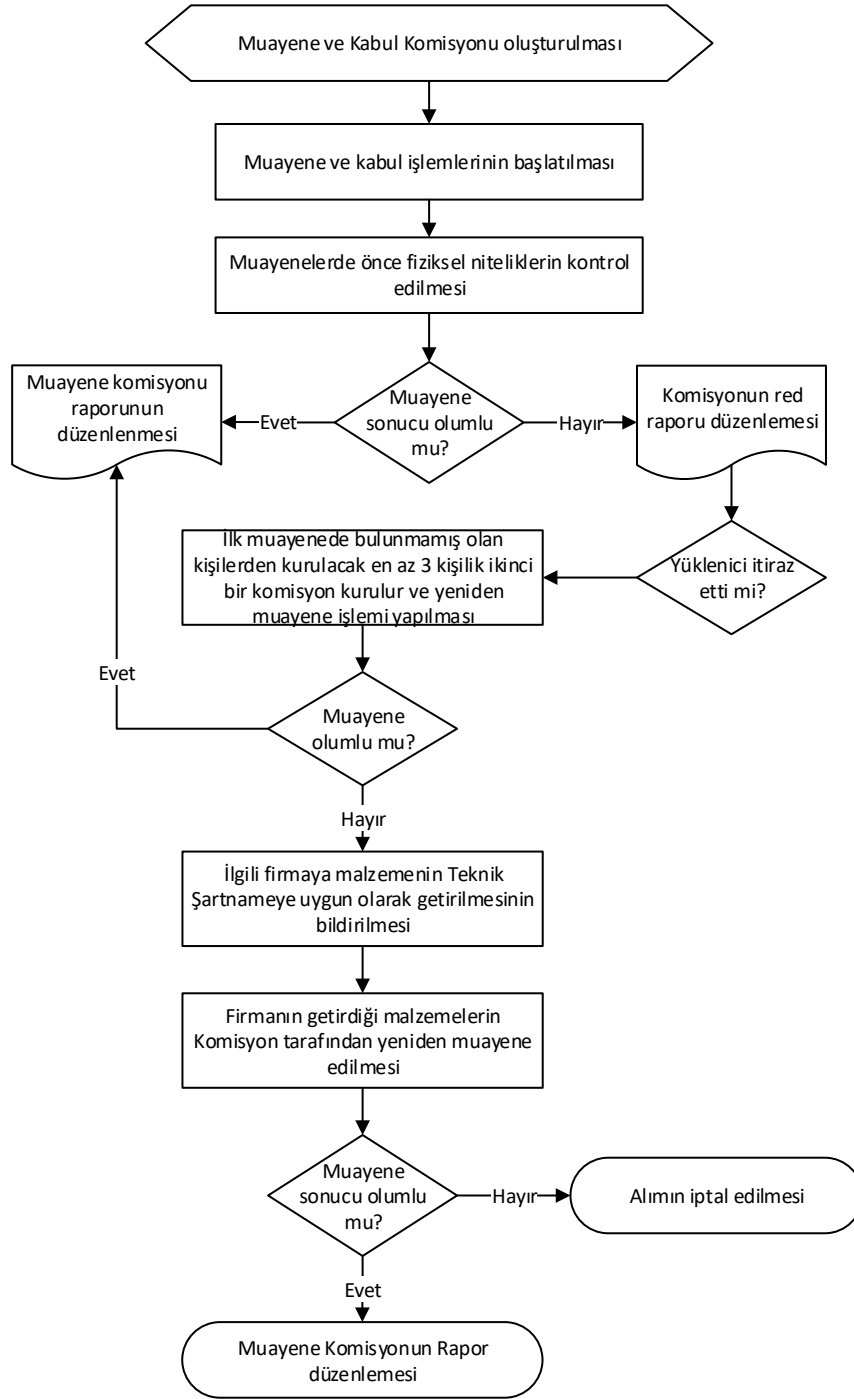 Muayene ve Kabul Komisyonu oluşturulması
Muayene ve kabul işlemlerinin başlatılması
Muayenelerde önce fiziksel niteliklerin kontrol
edilmesi
Muayene komisyonu
raporunun
düzenlenmesi
Evet
Muayene
sonucu olumlu
mu?
Hayır
Komisyonun red
raporu düzenlemesi
Yüklenici itiraz
etti mi?
İlk muayenede bulunmamış olan
kişilerden kurulacak en az 3 kişilik ikinci
bir komisyon kurulur ve yeniden
muayene işlemi yapılması
Evet
Muayene
olumlu mu?
Hayır
İlgili firmaya malzemenin Teknik
Şartnameye uygun olarak getirilmesinin
bildirilmesi
Firmanın getirdiği malzemelerin
Komisyon tarafından yeniden muayene
edilmesi
Muayene
sonucu olumlu
mu?
Hayır
Alımın iptal edilmesi
Evet
Muayene Komisyonun Rapor
düzenlemesi